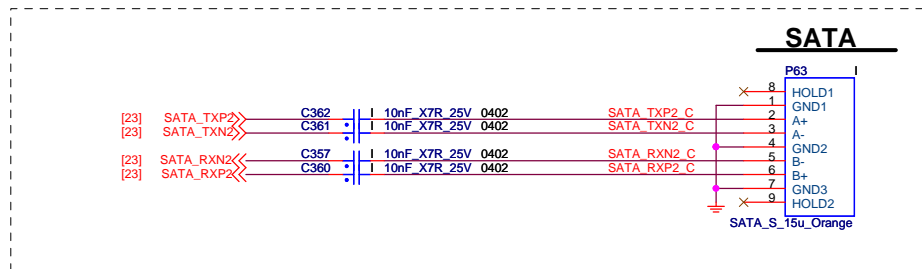 SATA
P63 I
8 HOLD1
1 GND1
[23] SATA_TXP2 C362 I 10nF_X7R_25V 0402 SATA_TXP2_C 2 A+
[23] SATA_TXN2 C361 I 10nF_X7R_25V 0402 SATA_TXN2_C 3 A-
4 GND2
[23] SATA_RXN2 C357 I 10nF_X7R_25V 0402 SATA_RXN2_C 5 B-
[23] SATA_RXP2 C360 I 10nF_X7R_25V 0402 SATA_RXP2_C 6 B+
7 GND3
9 HOLD2
SATA_S_15u_Orange